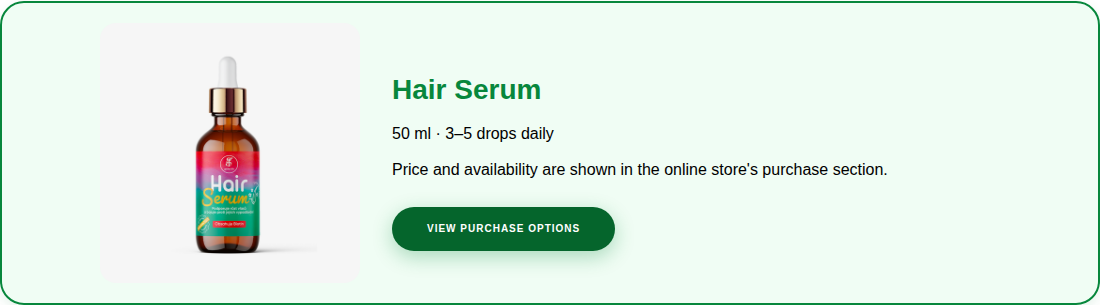 Hair
Serum
Hair Serum
50 ml · 3–5 drops daily
Price and availability are shown in the online store's purchase section.
VIEW PURCHASE OPTIONS